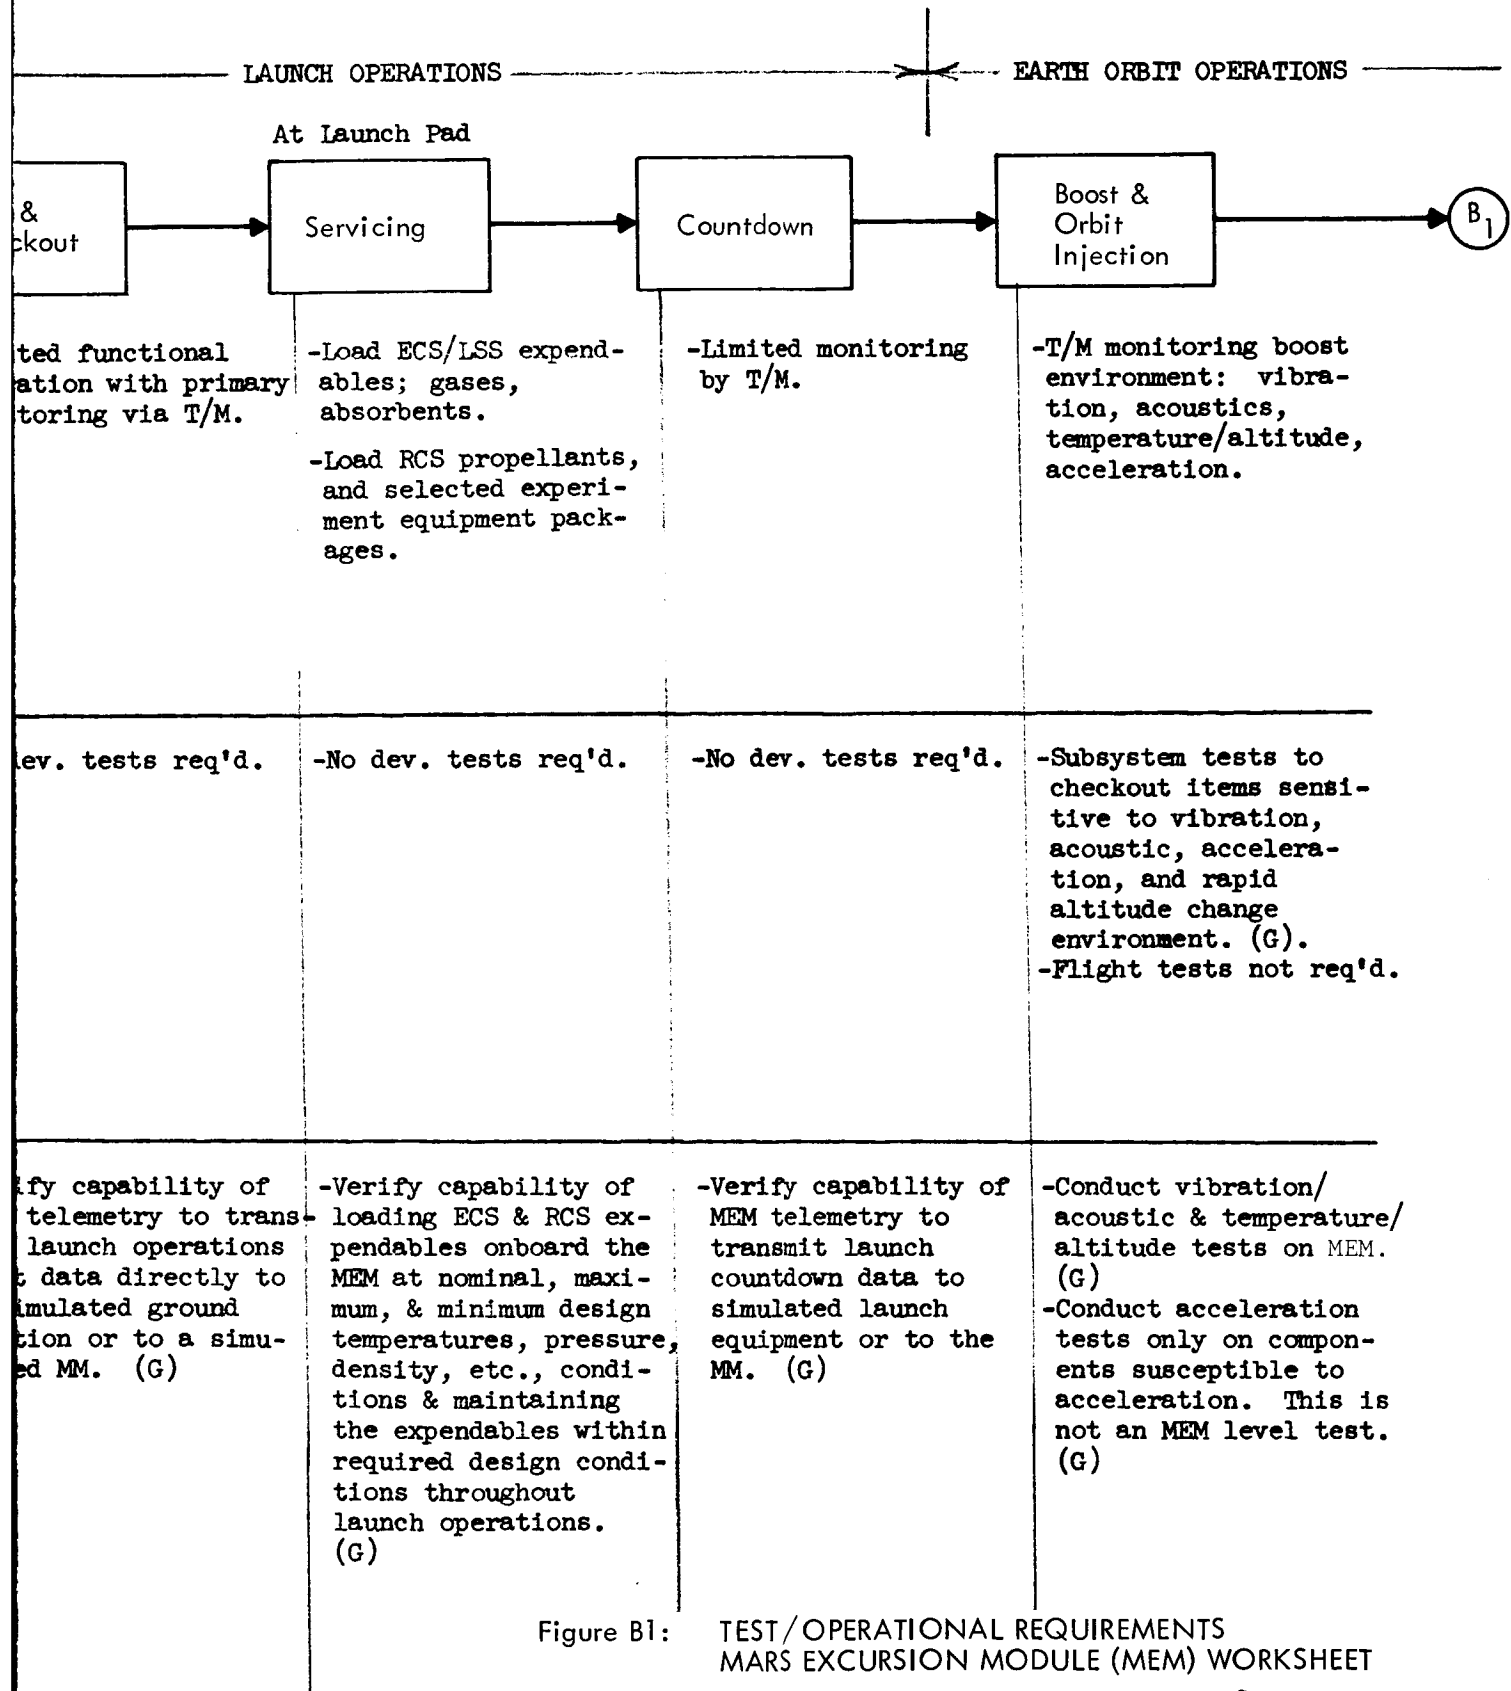 LAUNCH OPERATIONS
EARTH ORBIT OPERATIONS
At Launch Pad
&
ckout
Servicing
Countdown
Boost &
Orbit
Injection
B1
ted functional
ation with primary
toring via T/M.
-Load ECS/LSS expend-
ables; gases,
absorbents.
-Load RCS propellants,
and selected experi-
ment equipment pack-
ages.
-Limited monitoring
by T/M.
-T/M monitoring boost
environment: vibra-
tion, acoustics,
temperature/altitude,
acceleration.
dev. tests req'd.
-No dev. tests req'd.
-No dev. tests req'd.
-Subsystem tests to
checkout items sensi-
tive to vibration,
acoustic, accelera-
tion, and rapid
altitude change
environment. (G).
-Flight tests not req'd.
ify capability of
telemetry to trans-
launch operations
t data directly to
imulated ground
tion or to a simu-
ed MM. (G)
-Verify capability of
loading ECS & RCS ex-
pendables onboard the
MEM at nominal, maxi-
mum, & minimum design
temperatures, pressure,
density, etc., condi-
tions & maintaining
the expendables within
required design condi-
tions throughout
launch operations.
(G)
-Verify capability of
MEM telemetry to
transmit launch
countdown data to
simulated launch
equipment or to the
MM. (G)
-Conduct vibration/
acoustic & temperature/
altitude tests on MEM.
(G)
-Conduct acceleration
tests only on compon-
ents susceptible to
acceleration. This is
not an MEM level test.
(G)
Figure B1: TEST/OPERATIONAL REQUIREMENTS
MARS EXCURSION MODULE (MEM) WORKSHEET